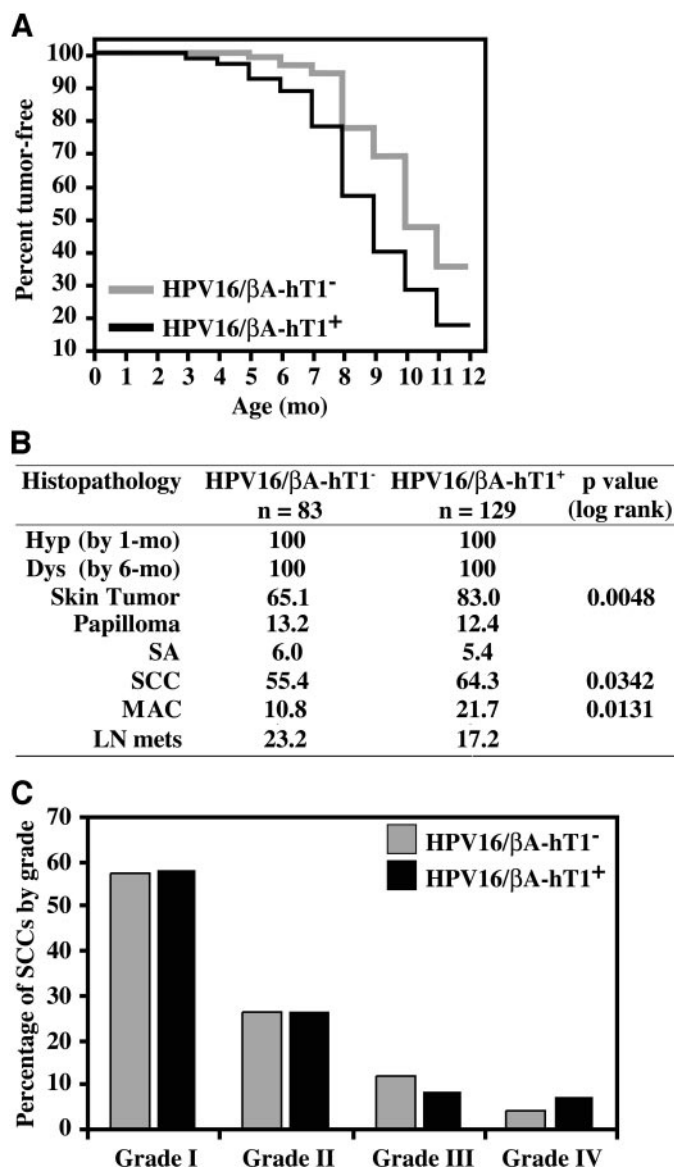 A
Percent tumor-free
100
90
80
70
60
50
40
30
20
10
HPV16/βA-hT1-
HPV16/βA-hT1+
0 1 2 3 4 5 6 7 8 9 10 11 12
Age (mo)
B
Histopathology HPV16/βA-hT1- HPV16/βA-hT1+ p value
n = 83 n = 129 (log rank)
Hyp (by 1-mo) 100 100
Dys (by 6-mo) 100 100
Skin Tumor 65.1 83.0 0.0048
Papilloma 13.2 12.4
SA 6.0 5.4
SCC 55.4 64.3 0.0342
MAC 10.8 21.7 0.0131
LN mets 23.2 17.2
C
Percentage of SCCs by grade
70
60
50
40
30
20
10
0
HPV16/βA-hT1-
HPV16/βA-hT1+
Grade I Grade II Grade III Grade IV